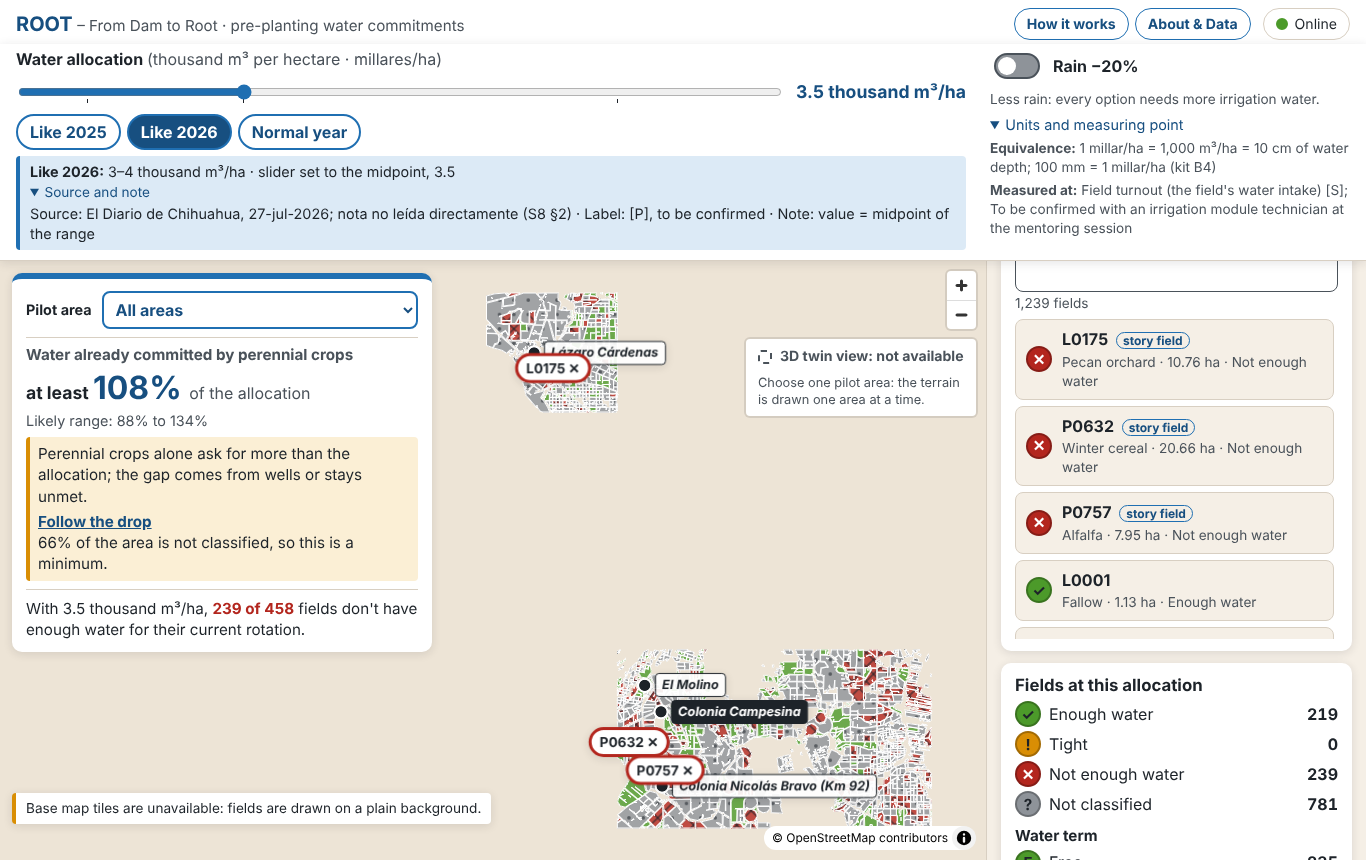 ROOT – From Dam to Root · pre-planting water commitments
How it works
About & Data
Online
Water allocation (thousand m³ per hectare · millares/ha)
3.5 thousand m³/ha
Like 2025
Like 2026
Normal year
Like 2026: 3–4 thousand m³/ha · slider set to the midpoint, 3.5
▼ Source and note
Source: El Diario de Chihuahua, 27-jul-2026; nota no leída directamente (S8 §2) · Label: [P], to be confirmed · Note: value = midpoint of
the range
Rain −20%
Less rain: every option needs more irrigation water.
▼ Units and measuring point
Equivalence: 1 millar/ha = 1,000 m³/ha = 10 cm of water
depth; 100 mm = 1 millar/ha (kit B4)
Measured at: Field turnout (the field's water intake) [S];
To be confirmed with an irrigation module technician at
the mentoring session
Pilot area
All areas
Water already committed by perennial crops
at least 108% of the allocation
Likely range: 88% to 134%
Perennial crops alone ask for more than the
allocation; the gap comes from wells or stays
unmet.
Follow the drop
66% of the area is not classified, so this is a
minimum.
With 3.5 thousand m³/ha, 239 of 458 fields don't have
enough water for their current rotation.
Lázaro Cárdenas
L0175 ✕
+
−
3D twin view: not available
Choose one pilot area: the terrain
is drawn one area at a time.
El Molino
Colonia Campesina
P0632 ✕
P0757 ✕
Colonia Nicolás Bravo (Km 92)
Base map tiles are unavailable: fields are drawn on a plain background.
© OpenStreetMap contributors
1,239 fields
L0175 story field
Pecan orchard · 10.76 ha · Not enough
water
P0632 story field
Winter cereal · 20.66 ha · Not enough
water
P0757 story field
Alfalfa · 7.95 ha · Not enough water
L0001
Fallow · 1.13 ha · Enough water
Fields at this allocation
Enough water 219
! Tight 0
Not enough water 239
? Not classified 781
Water term